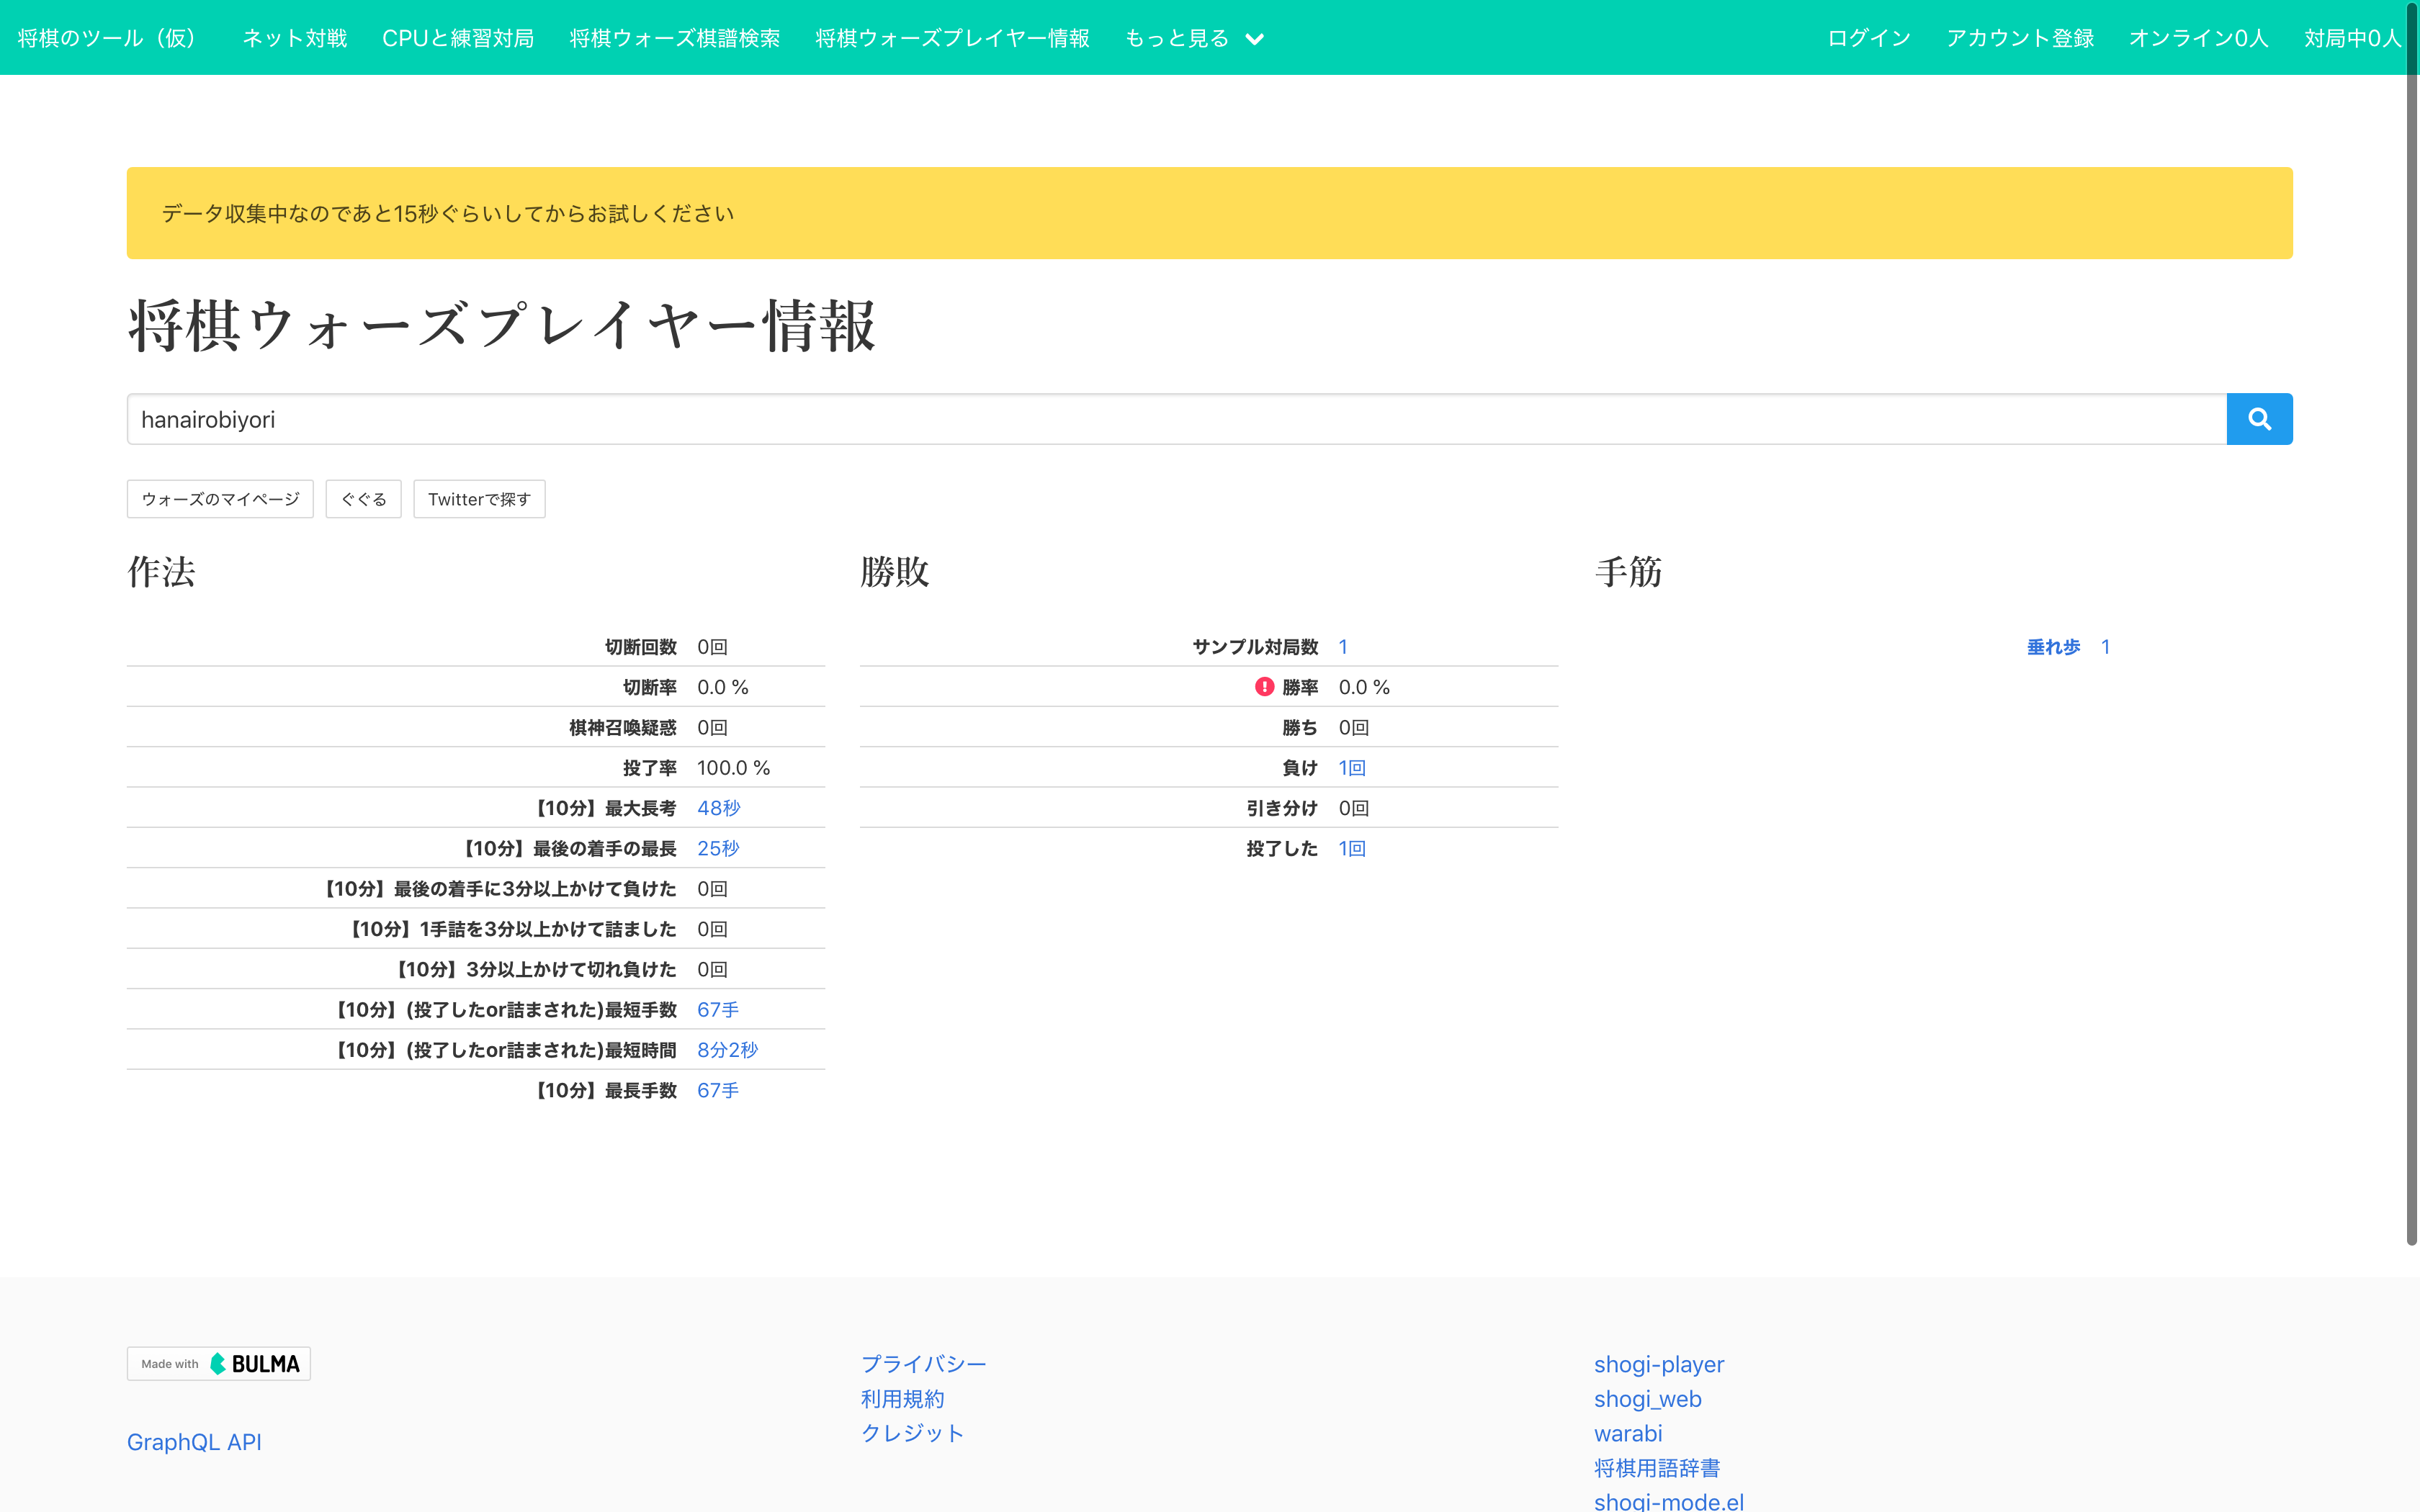 将棋のツール（仮） ネット対戦 CPUと練習対局 将棋ウォーズ棋譜検索 将棋ウォーズプレイヤー情報 もっと見る ログイン アカウント登録 オンライン0人 対局中0人
データ収集中なのであと15秒ぐらいしてからお試しください
将棋ウォーズプレイヤー情報
hanairobiyori
ウォーズのマイページ ぐぐる Twitterで探す
作法
切断回数 0回
切断率 0.0 %
棋神召喚疑惑 0回
投了率 100.0 %
【10分】最大長考 48秒
【10分】最後の着手の最長 25秒
【10分】最後の着手に3分以上かけて負けた 0回
【10分】1手詰を3分以上かけて詰ました 0回
【10分】3分以上かけて切れ負けた 0回
【10分】(投了したor詰まされた)最短手数 67手
【10分】(投了したor詰まされた)最短時間 8分2秒
【10分】最長手数 67手
勝敗
サンプル対局数 1
勝率 0.0 %
勝ち 0回
負け 1回
引き分け 0回
投了した 1回
手筋
垂れ歩 1
Made with BULMA
GraphQL API
プライバシー
利用規約
クレジット
shogi-player
shogi_web
warabi
将棋用語辞書
shogi-mode.el